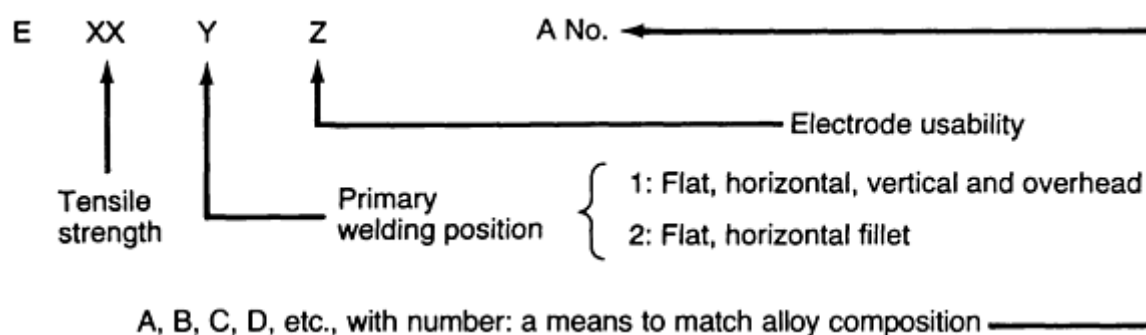 E XX Y Z A No.
Electrode usability
Tensile
strength
Primary
welding position
1: Flat, horizontal, vertical and overhead
2: Flat, horizontal fillet
A, B, C, D, etc., with number: a means to match alloy composition